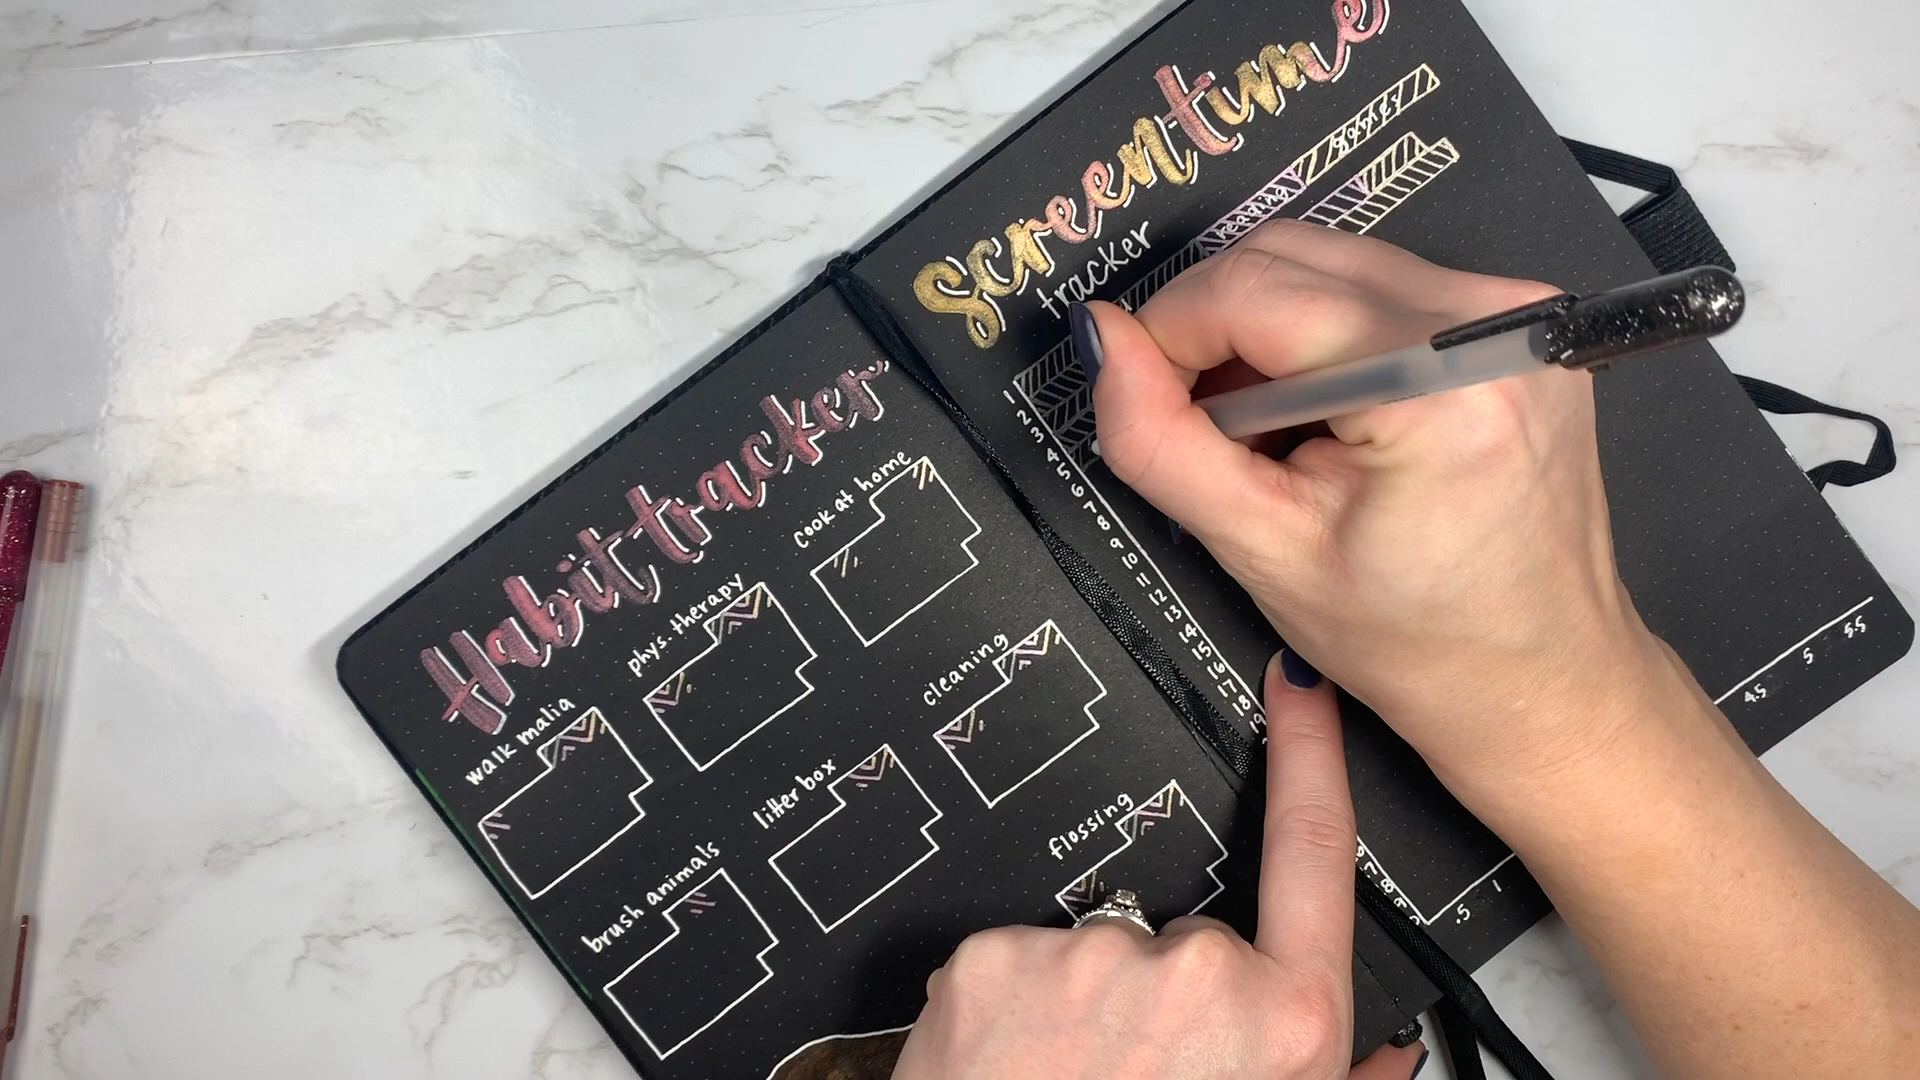 Habit tracker
walk malia
phys. therapy
cook at home
brush animals
litter box
cleaning
flossing
Screentime
tracker
reading
1
2
3
4
5
6
7
8
9
10
11
12
13
14
15
16
17
18
19
.5
1
4.5
5
5.5